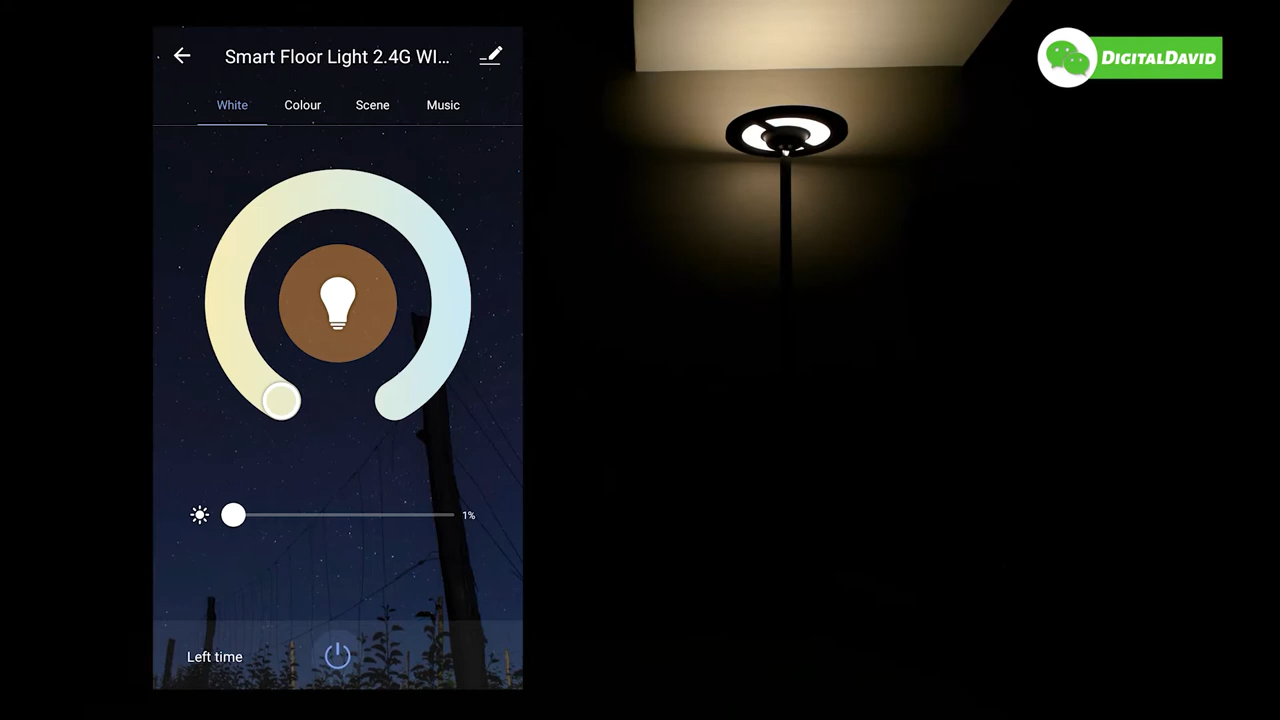 Smart Floor Light 2.4G WI...
White Colour Scene Music
1%
Left time
DIGITALDAVID